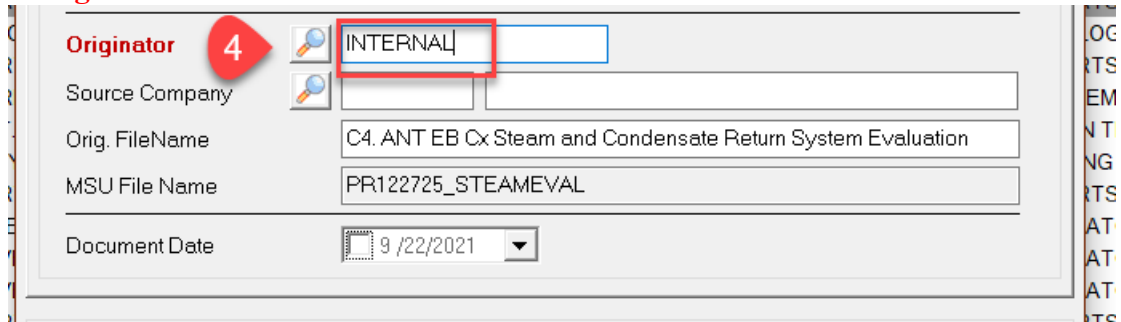 Originator 4 INTERNAL
Source Company
Orig. FileName C4. ANT EB Cx Steam and Condensate Return System Evaluation
MSU File Name PR122725_STEAMEVAL
Document Date 9 /22/2021